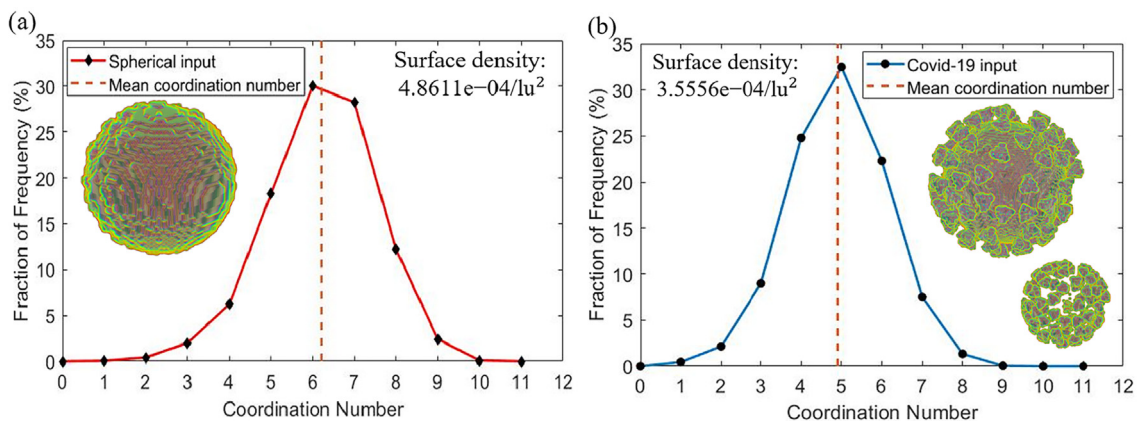 (a)
Spherical input
Mean coordination number
Surface density:
4.8611e−04/lu²
Fraction of Frequency (%)
35
30
25
20
15
10
5
0
0 1 2 3 4 5 6 7 8 9 10 11 12
Coordination Number
(b)
Surface density:
3.5556e−04/lu²
Covid-19 input
Mean coordination number
Fraction of Frequency (%)
35
30
25
20
15
10
5
0
0 1 2 3 4 5 6 7 8 9 10 11 12
Coordination Number